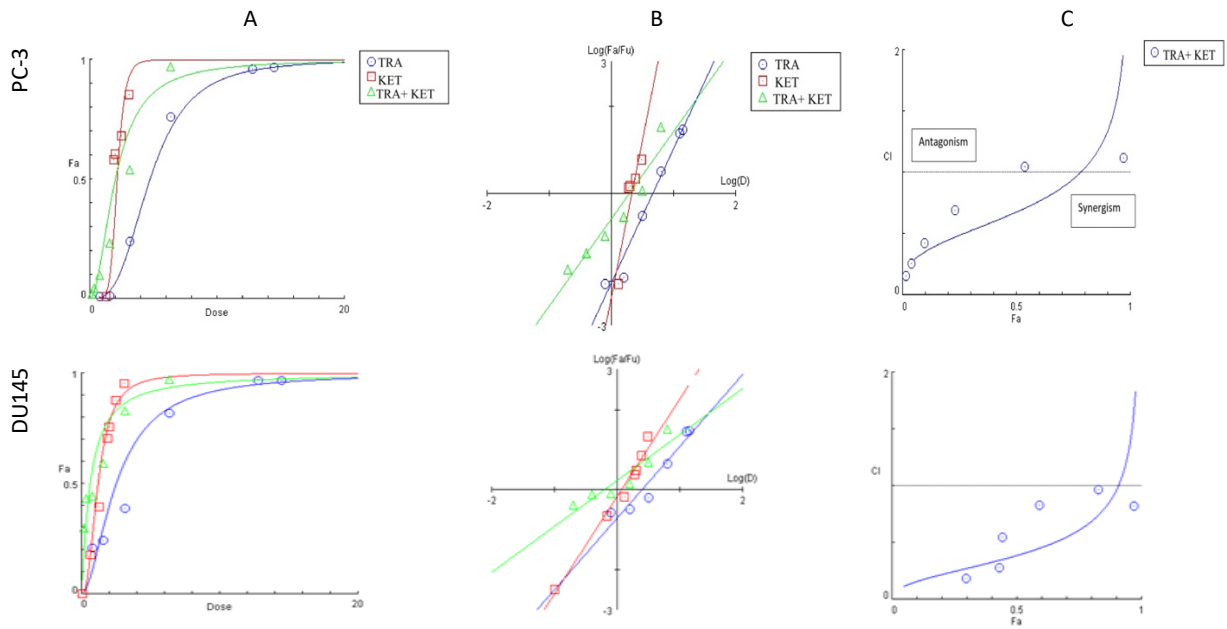 A
B
C
PC-3
1
Fa
0.5
0
0
Dose
20
TRA
KET
TRA+ KET
Log(Fa/Fu)
3
Log(D)
-2
2
-3
TRA
KET
TRA+ KET
2
CI
Antagonism
Synergism
0
0
0.5
1
Fa
TRA+ KET
DU145
1
Fa
0.5
0
0
Dose
20
Log(Fa/Fu)
3
Log(D)
-2
2
-3
2
CI
0
0
0.5
1
Fa